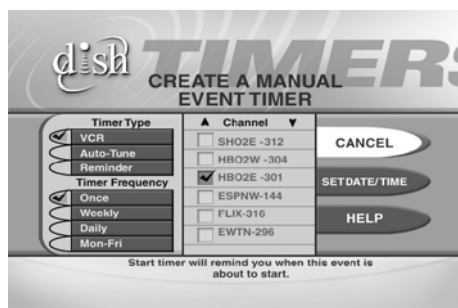 dish
TIMERS
CREATE A MANUAL
EVENT TIMER
Timer Type
VCR
Auto-Tune
Reminder
Timer Frequency
Once
Weekly
Daily
Mon-Fri
▲ Channel ▼
SHO2E -312
HBO2W -304
HBO2E -301
ESPNW-144
FLIX-316
EWTN-296
CANCEL
SET DATE/TIME
HELP
Start timer will remind you when this event is
about to start.